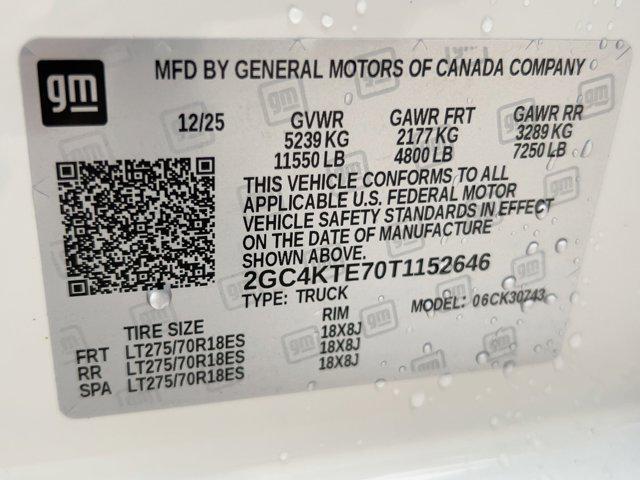 gm
MFD BY GENERAL MOTORS OF CANADA COMPANY
12/25 GVWR GAWR FRT GAWR RR
5239 KG 2177 KG 3289 KG
11550 LB 4800 LB 7250 LB
THIS VEHICLE CONFORMS TO ALL
APPLICABLE U.S. FEDERAL MOTOR
VEHICLE SAFETY STANDARDS IN EFFECT
ON THE DATE OF MANUFACTURE
SHOWN ABOVE.
2GC4KTE70T1152646
TYPE: TRUCK MODEL: 06CK30743
TIRE SIZE RIM
FRT LT275/70R18ES 18X8J
RR LT275/70R18ES 18X8J
SPA LT275/70R18ES 18X8J